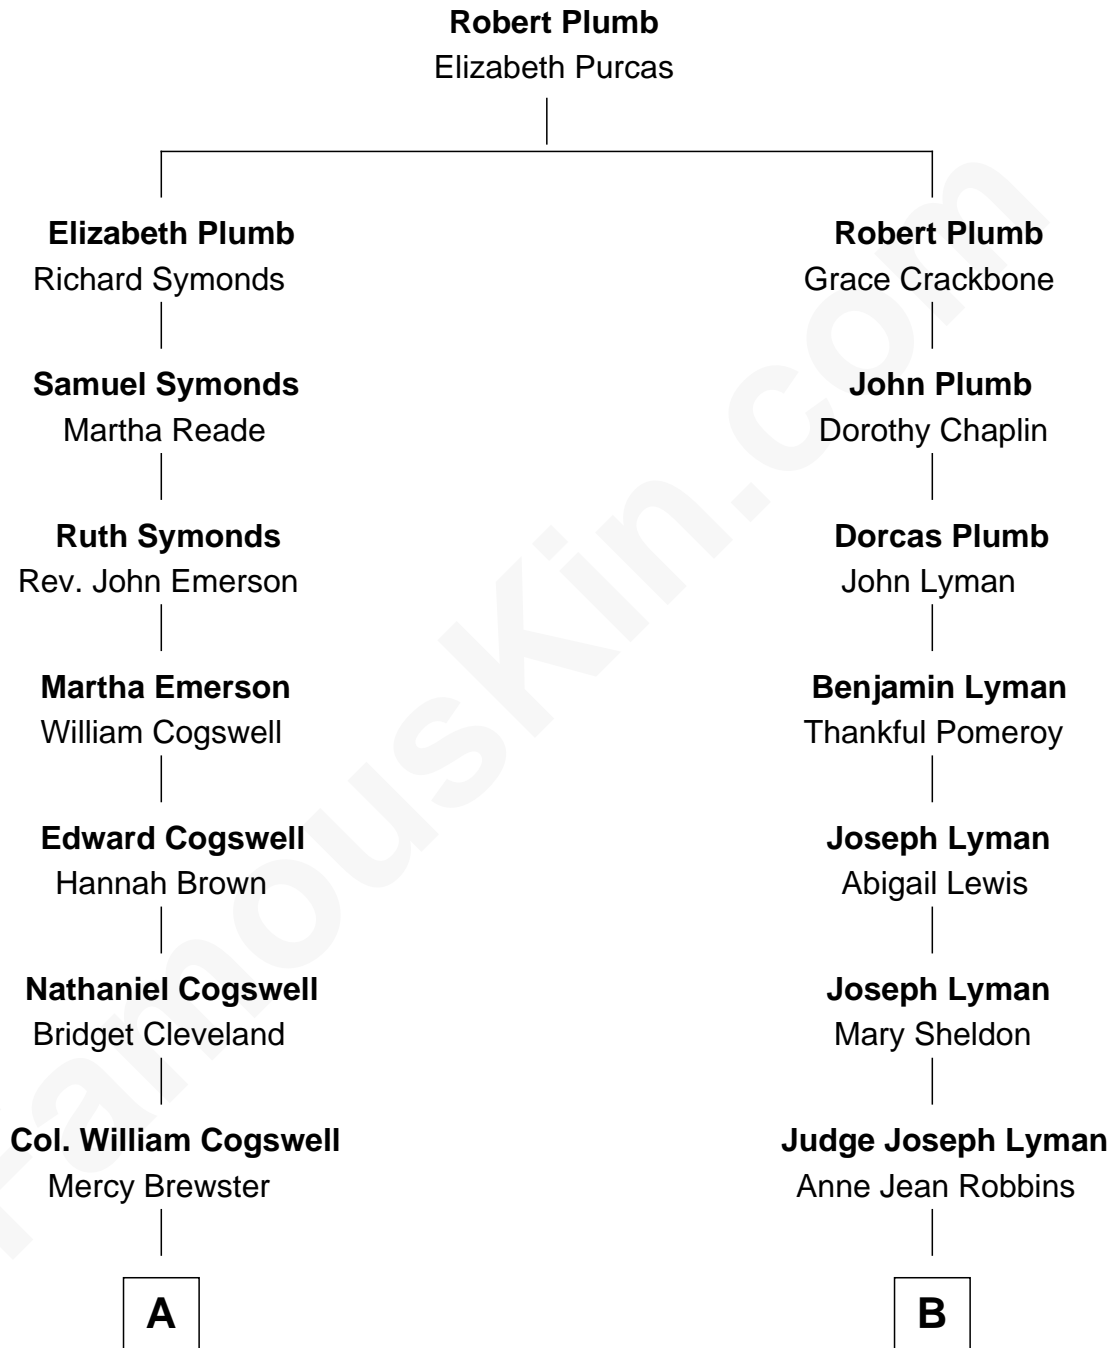 Robert Plumb
Elizabeth Purcas
Elizabeth Plumb
Richard Symonds
Robert Plumb
Grace Crackbone
Samuel Symonds
Martha Reade
John Plumb
Dorothy Chaplin
Ruth Symonds
Rev. John Emerson
Dorcas Plumb
John Lyman
Martha Emerson
William Cogswell
Benjamin Lyman
Thankful Pomeroy
Edward Cogswell
Hannah Brown
Joseph Lyman
Abigail Lewis
Nathaniel Cogswell
Bridget Cleveland
Joseph Lyman
Mary Sheldon
Col. William Cogswell
Mercy Brewster
Judge Joseph Lyman
Anne Jean Robbins
A
B
FamousKin.com